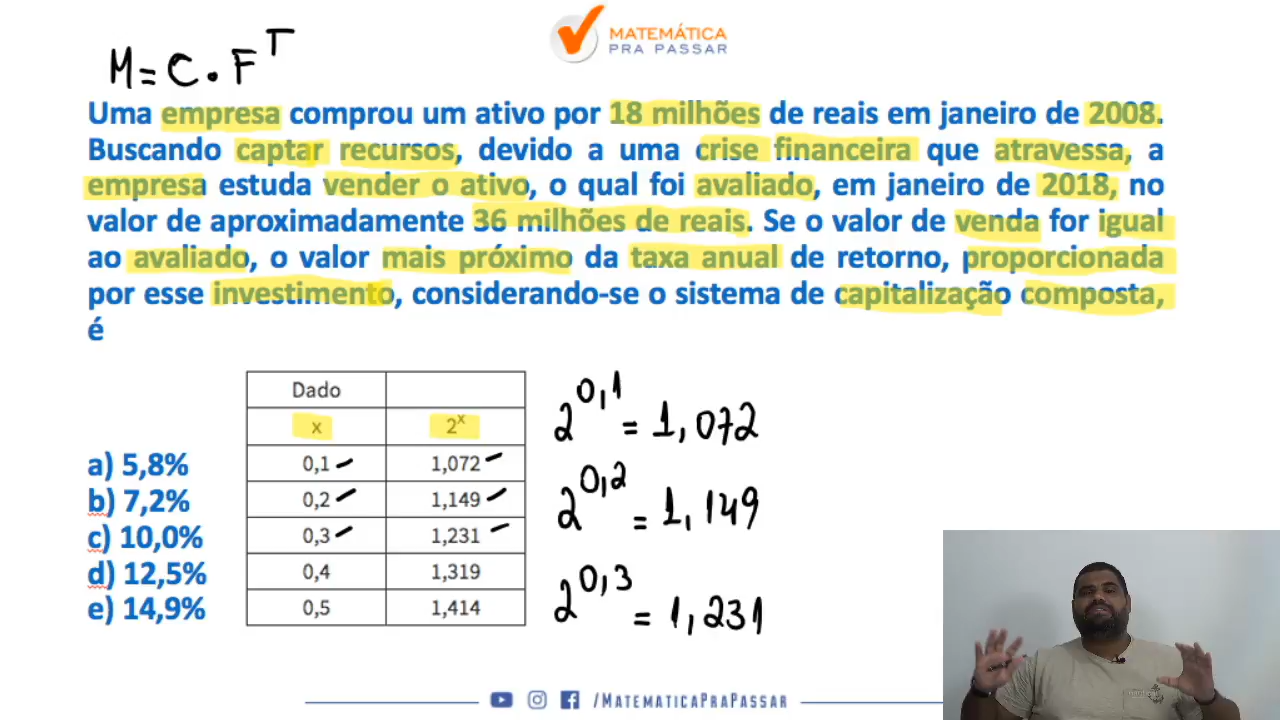 MATEMÁTICA
PRA PASSAR
M=C.F^T
Uma empresa comprou um ativo por 18 milhões de reais em janeiro de 2008.
Buscando captar recursos, devido a uma crise financeira que atravessa, a
empresa estuda vender o ativo, o qual foi avaliado, em janeiro de 2018, no
valor de aproximadamente 36 milhões de reais. Se o valor de venda for igual
ao avaliado, o valor mais próximo da taxa anual de retorno, proporcionada
por esse investimento, considerando-se o sistema de capitalização composta,
é
Dado
x 2^x
0,1 1,072
0,2 1,149
0,3 1,231
0,4 1,319
0,5 1,414
a) 5,8%
b) 7,2%
c) 10,0%
d) 12,5%
e) 14,9%
2^0,1 = 1,072
2^0,2 = 1,149
2^0,3 = 1,231
/MATEMATICAPRAPASSAR